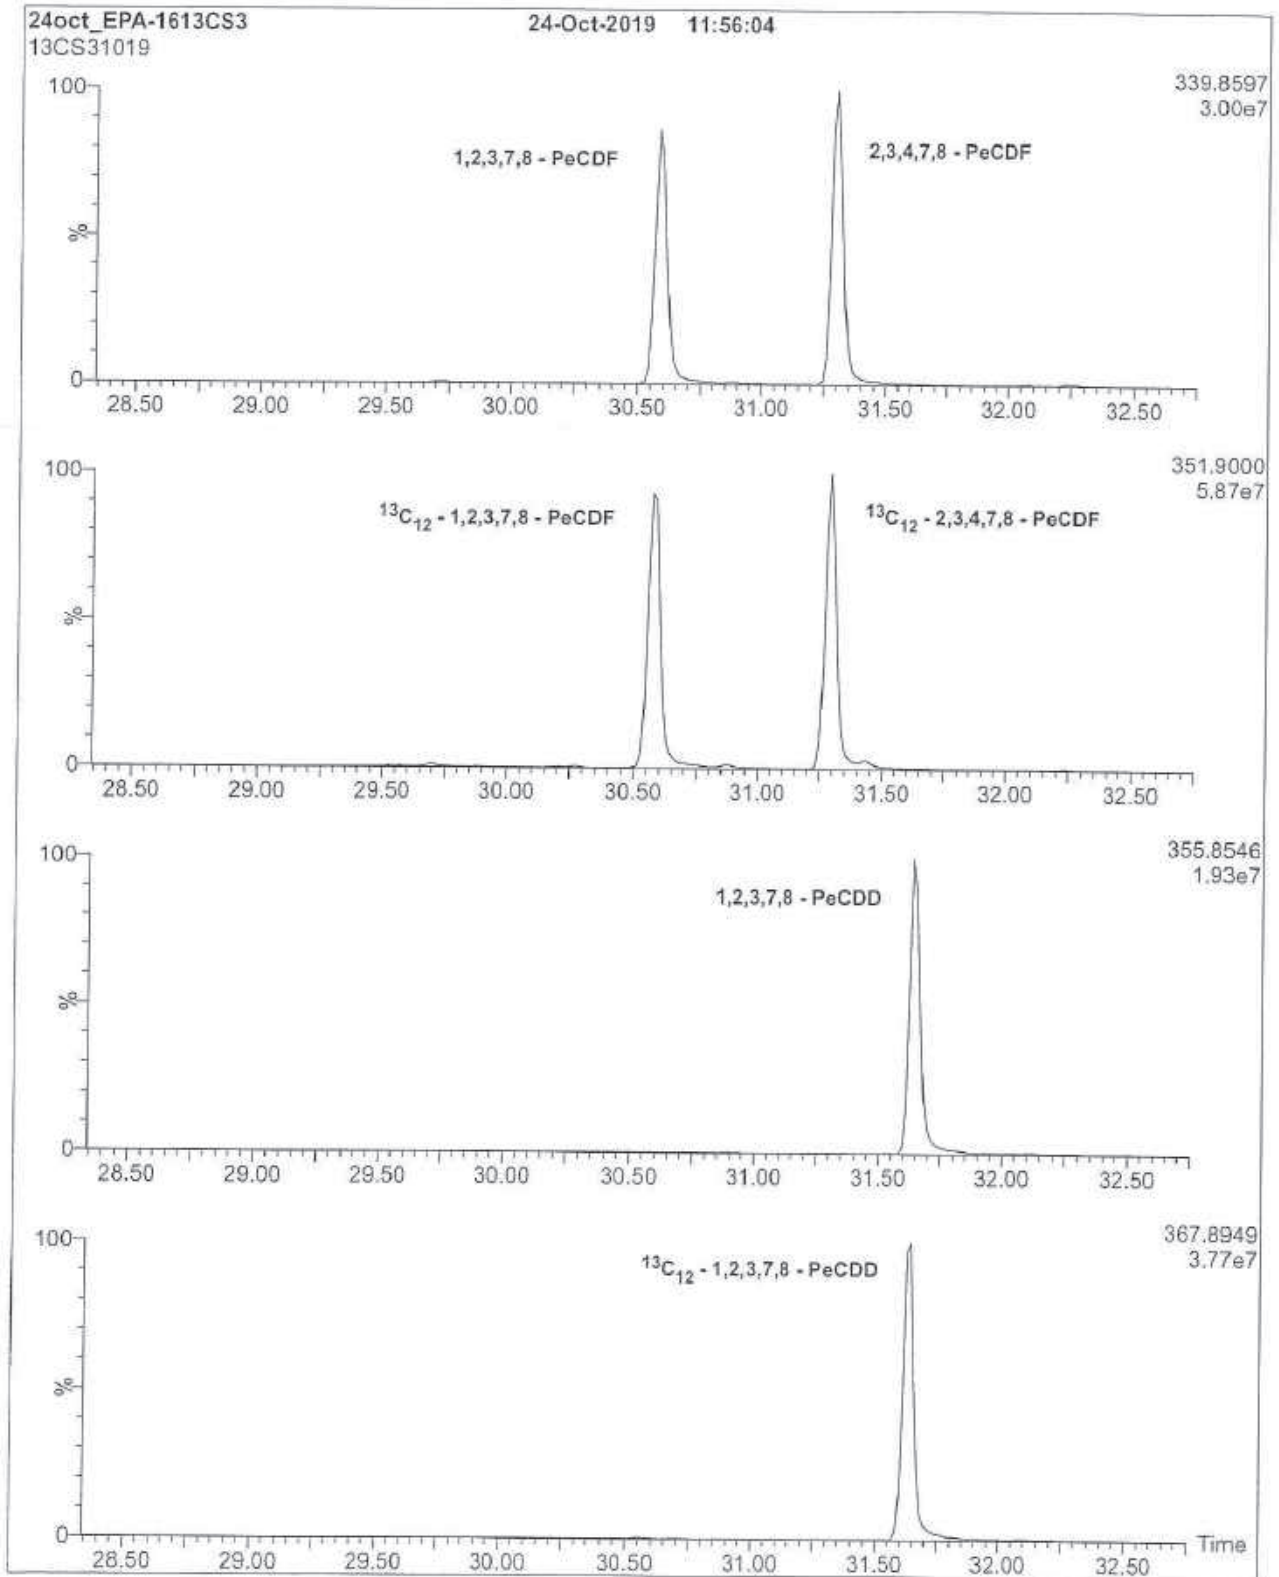 24oct_EPA-1613CS3 24-Oct-2019 11:56:04
13CS31019
100 339.8597
3.00e7
1,2,3,7,8 - PeCDF 2,3,4,7,8 - PeCDF
%
0
28.50 29.00 29.50 30.00 30.50 31.00 31.50 32.00 32.50
100 351.9000
5.87e7
¹³C₁₂ - 1,2,3,7,8 - PeCDF ¹³C₁₂ - 2,3,4,7,8 - PeCDF
%
0
28.50 29.00 29.50 30.00 30.50 31.00 31.50 32.00 32.50
100 355.8546
1.93e7
1,2,3,7,8 - PeCDD
%
0
28.50 29.00 29.50 30.00 30.50 31.00 31.50 32.00 32.50
100 367.8949
3.77e7
¹³C₁₂ - 1,2,3,7,8 - PeCDD
%
0 Time
28.50 29.00 29.50 30.00 30.50 31.00 31.50 32.00 32.50